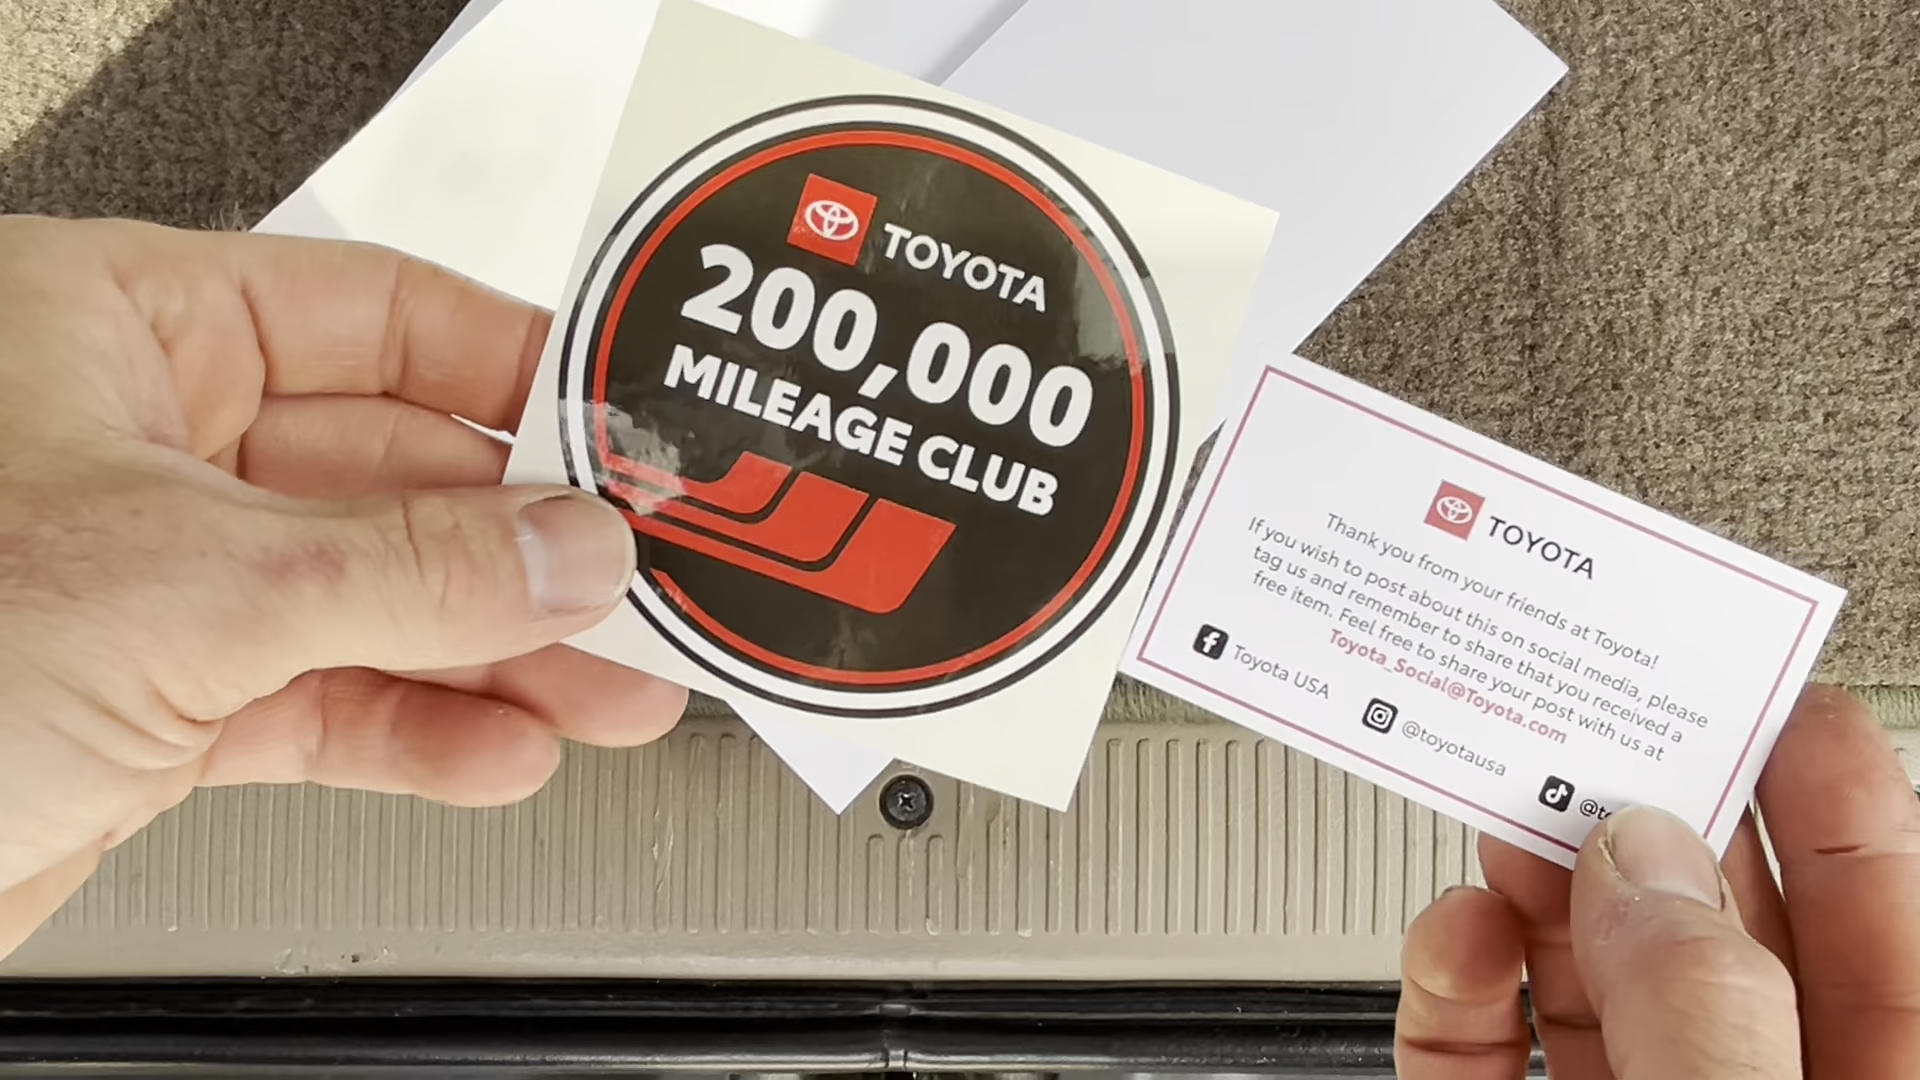 TOYOTA
200,000
MILEAGE CLUB
TOYOTA
Thank you from your friends at Toyota!
If you wish to post about this on social media, please
tag us and remember to share that you received a
free item. Feel free to share your post with us at
Toyota_Social@Toyota.com
Toyota USA
@toyotausa